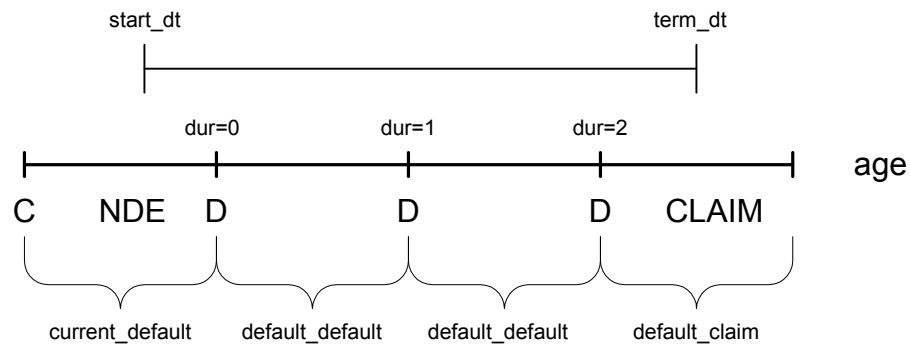 start_dt term_dt
dur=0 dur=1 dur=2
age
C NDE D D D CLAIM
current_default default_default default_default default_claim